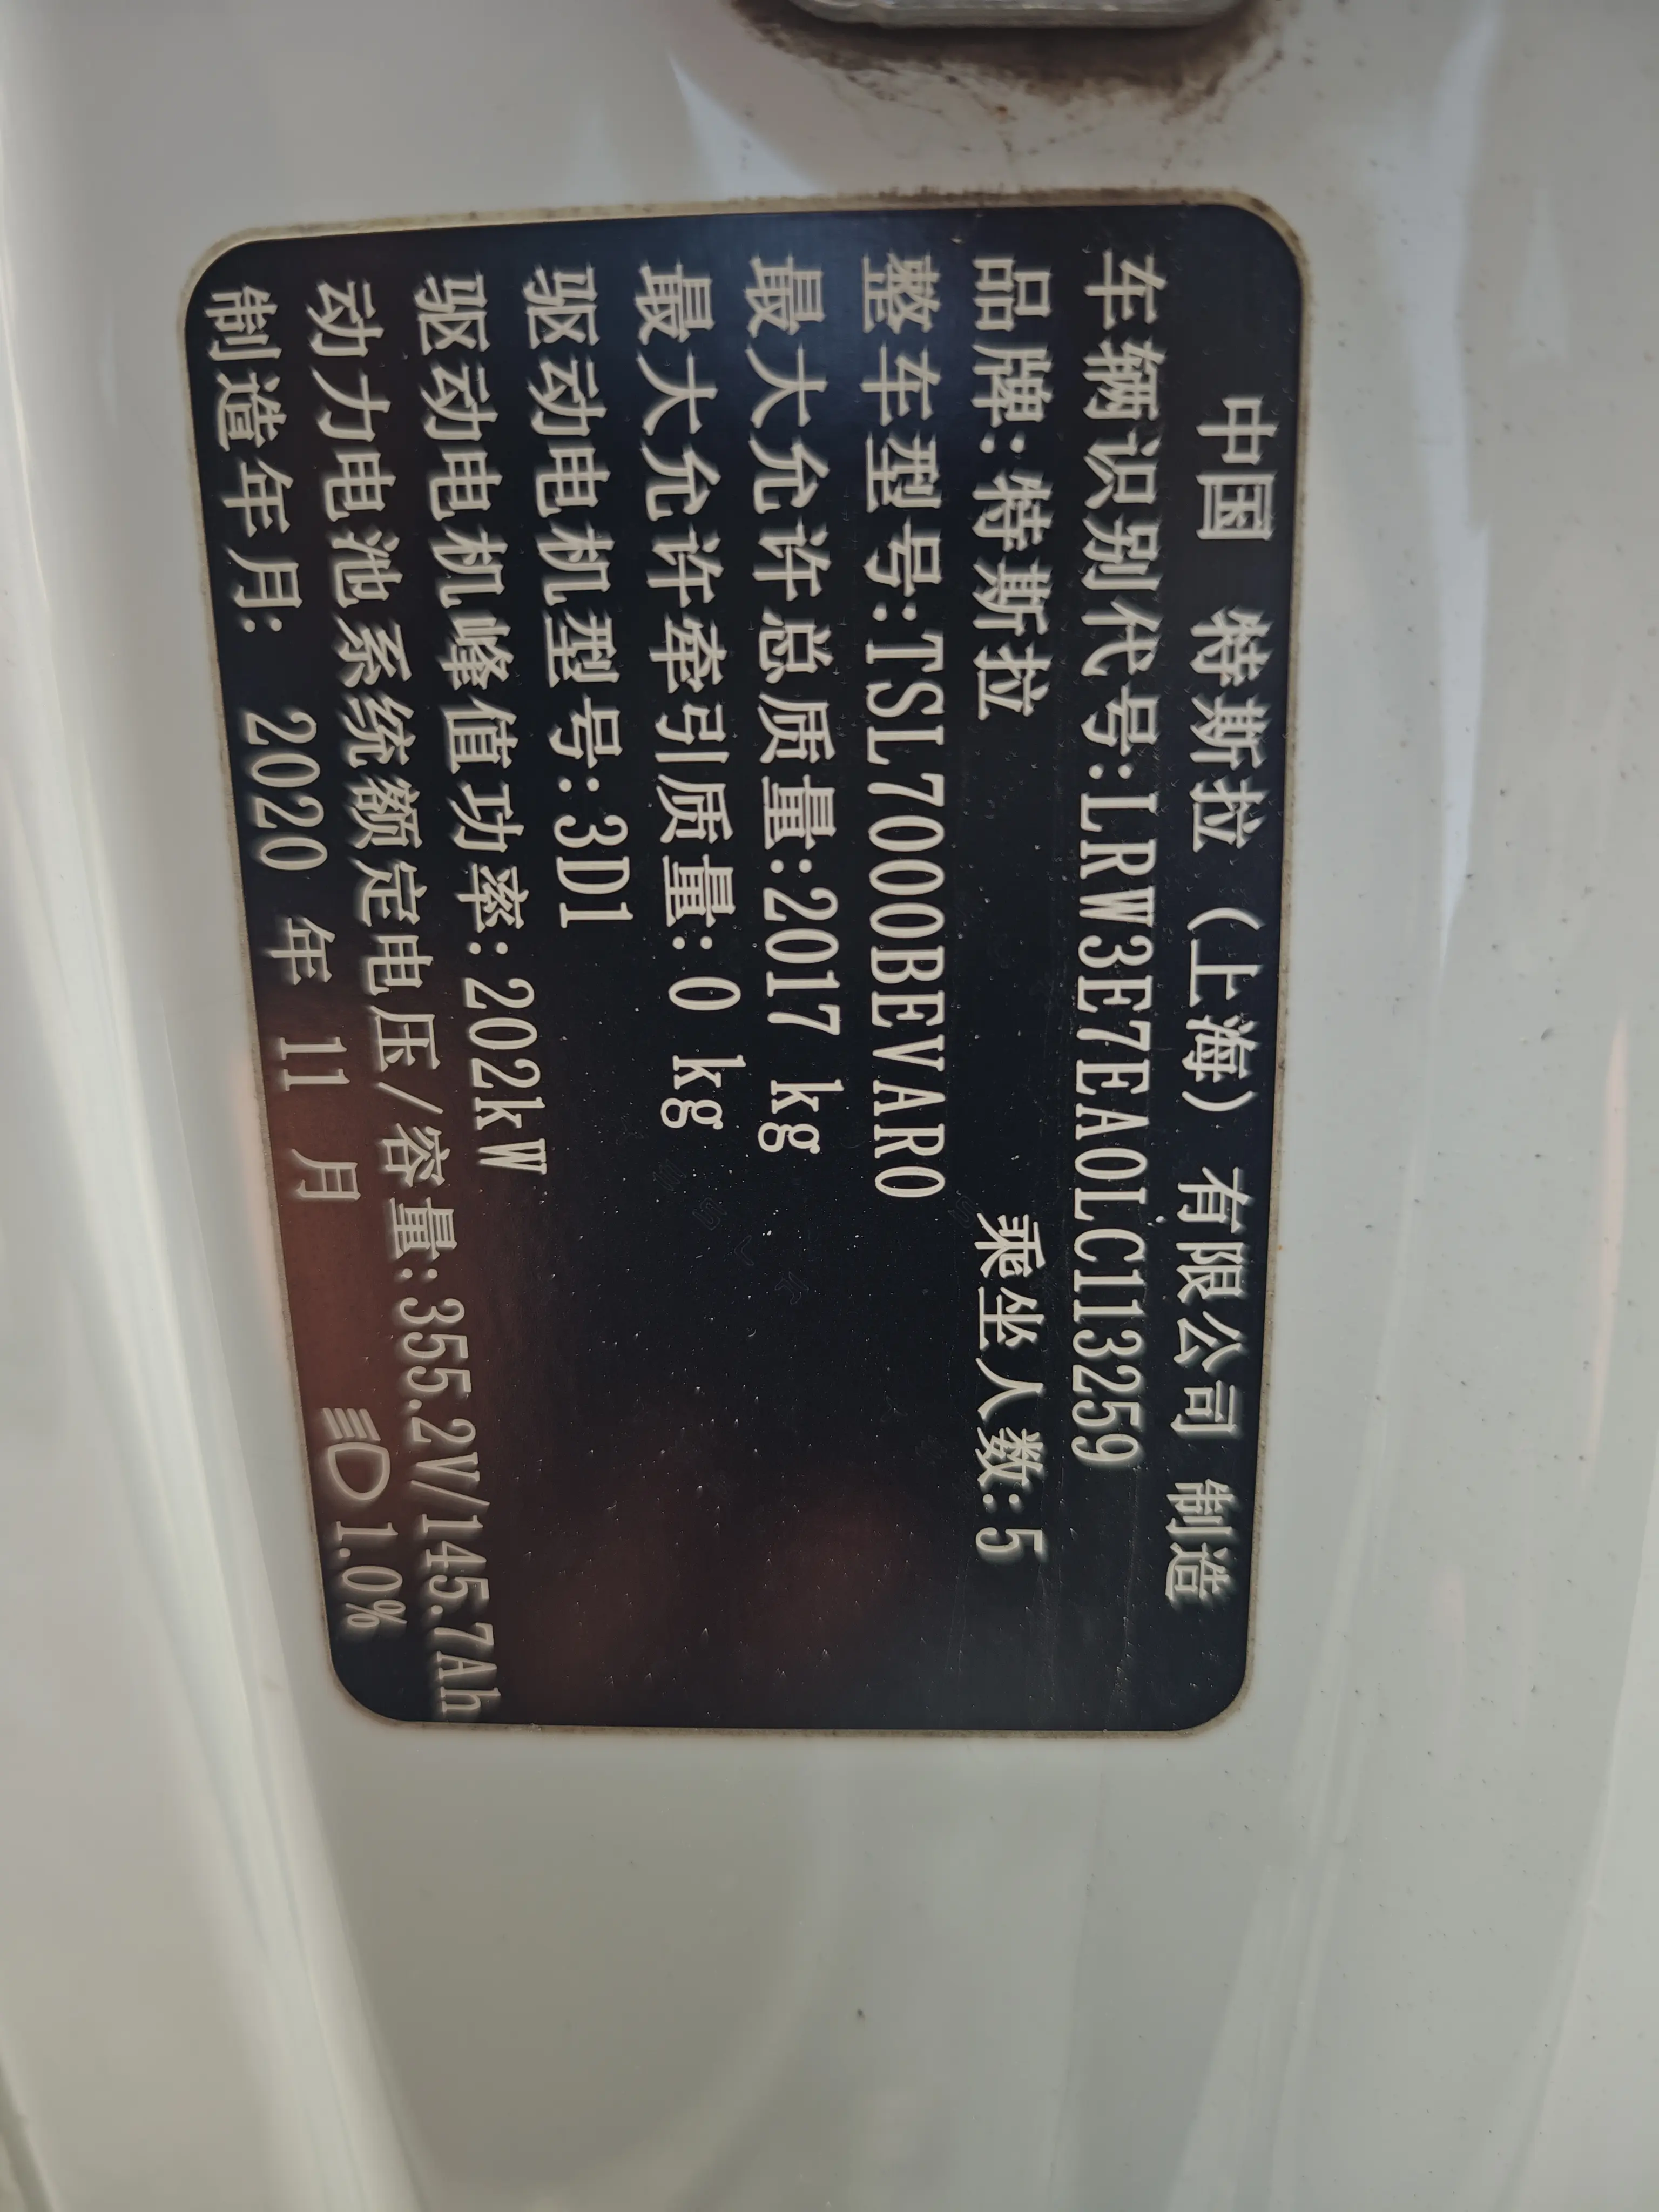 中国 特斯拉（上海）有限公司 制造
车辆识别代号:LRW3E7EA0LC113259
品牌:特斯拉 乘坐人数:5
整车型号:TSL7000BEVAR0
最大允许总质量:2017 kg
最大允许牵引质量:0 kg
驱动电机型号:3D1
驱动电机峰值功率:202kW
动力电池系统额定电压/容量:355.2V/145.7Ah
制造年月: 2020 年 11 月 1.0%